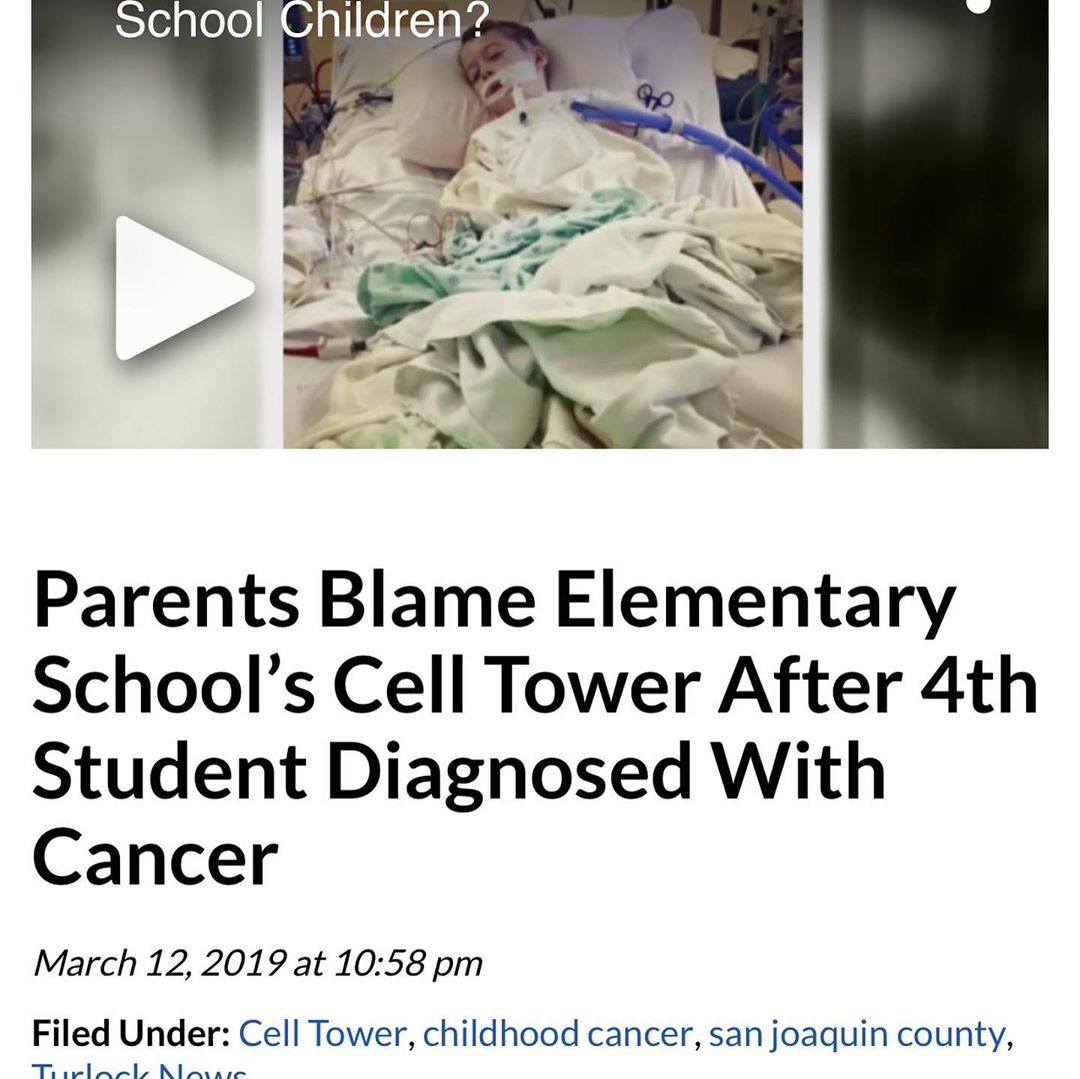 School Children?
Parents Blame Elementary
School’s Cell Tower After 4th
Student Diagnosed With
Cancer
March 12, 2019 at 10:58 pm
Filed Under: Cell Tower, childhood cancer, san joaquin county,
Turlock News